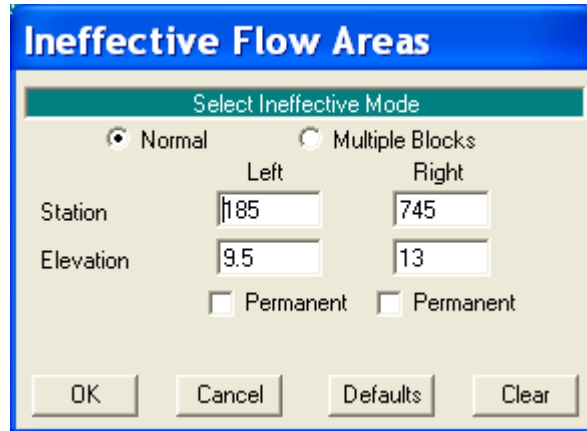 Ineffective Flow Areas
Select Ineffective Mode
Normal Multiple Blocks
Left Right
Station 185 745
Elevation 9.5 13
Permanent Permanent
OK Cancel Defaults Clear